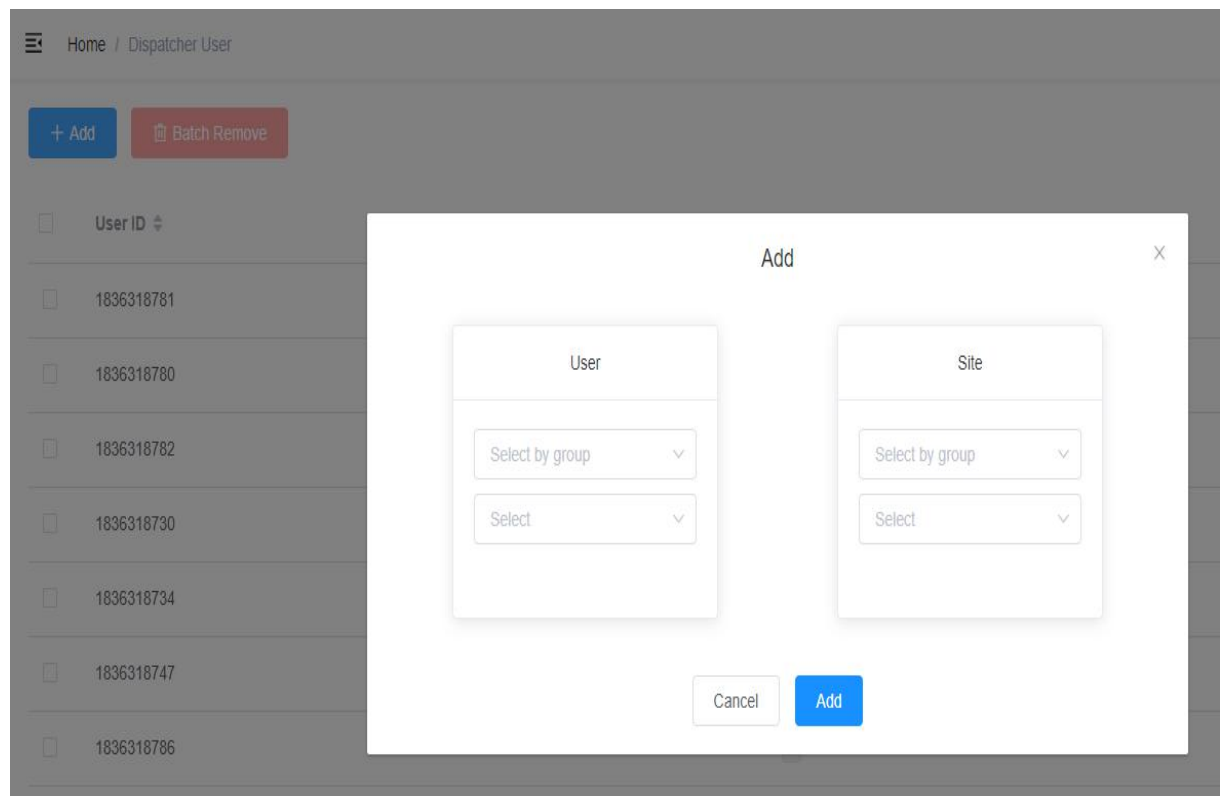 Home / Dispatcher User
+ Add
Batch Remove
User ID
Add
X
1836318781
User
Site
1836318780
Select by group
Select by group
1836318782
Select
Select
1836318730
1836318734
1836318747
Cancel
Add
1836318786